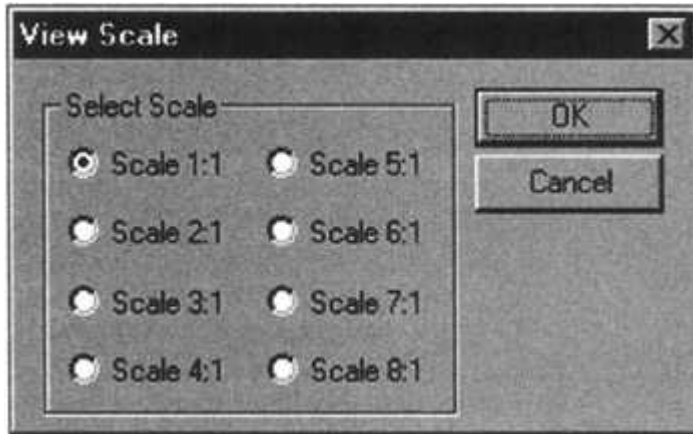 View Scale
Select Scale
Scale 1:1
Scale 2:1
Scale 3:1
Scale 4:1
Scale 5:1
Scale 6:1
Scale 7:1
Scale 8:1
OK
Cancel